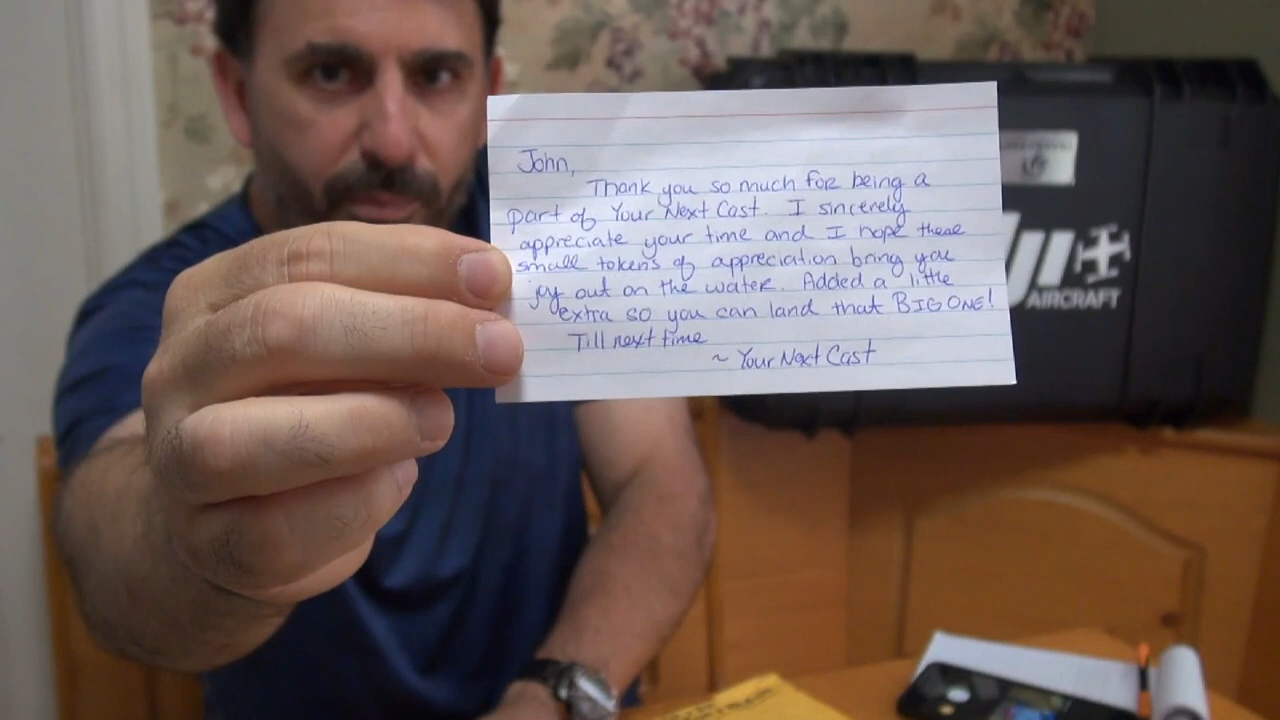 John,
Thank you so much for being a
part of Your Next Cast. I sincerely
appreciate your time and I hope these
small tokens of appreciation bring you
joy out on the water. Added a little
extra so you can land that BIG ONE!
Till next time
~ Your Next Cast
AIRCRAFT